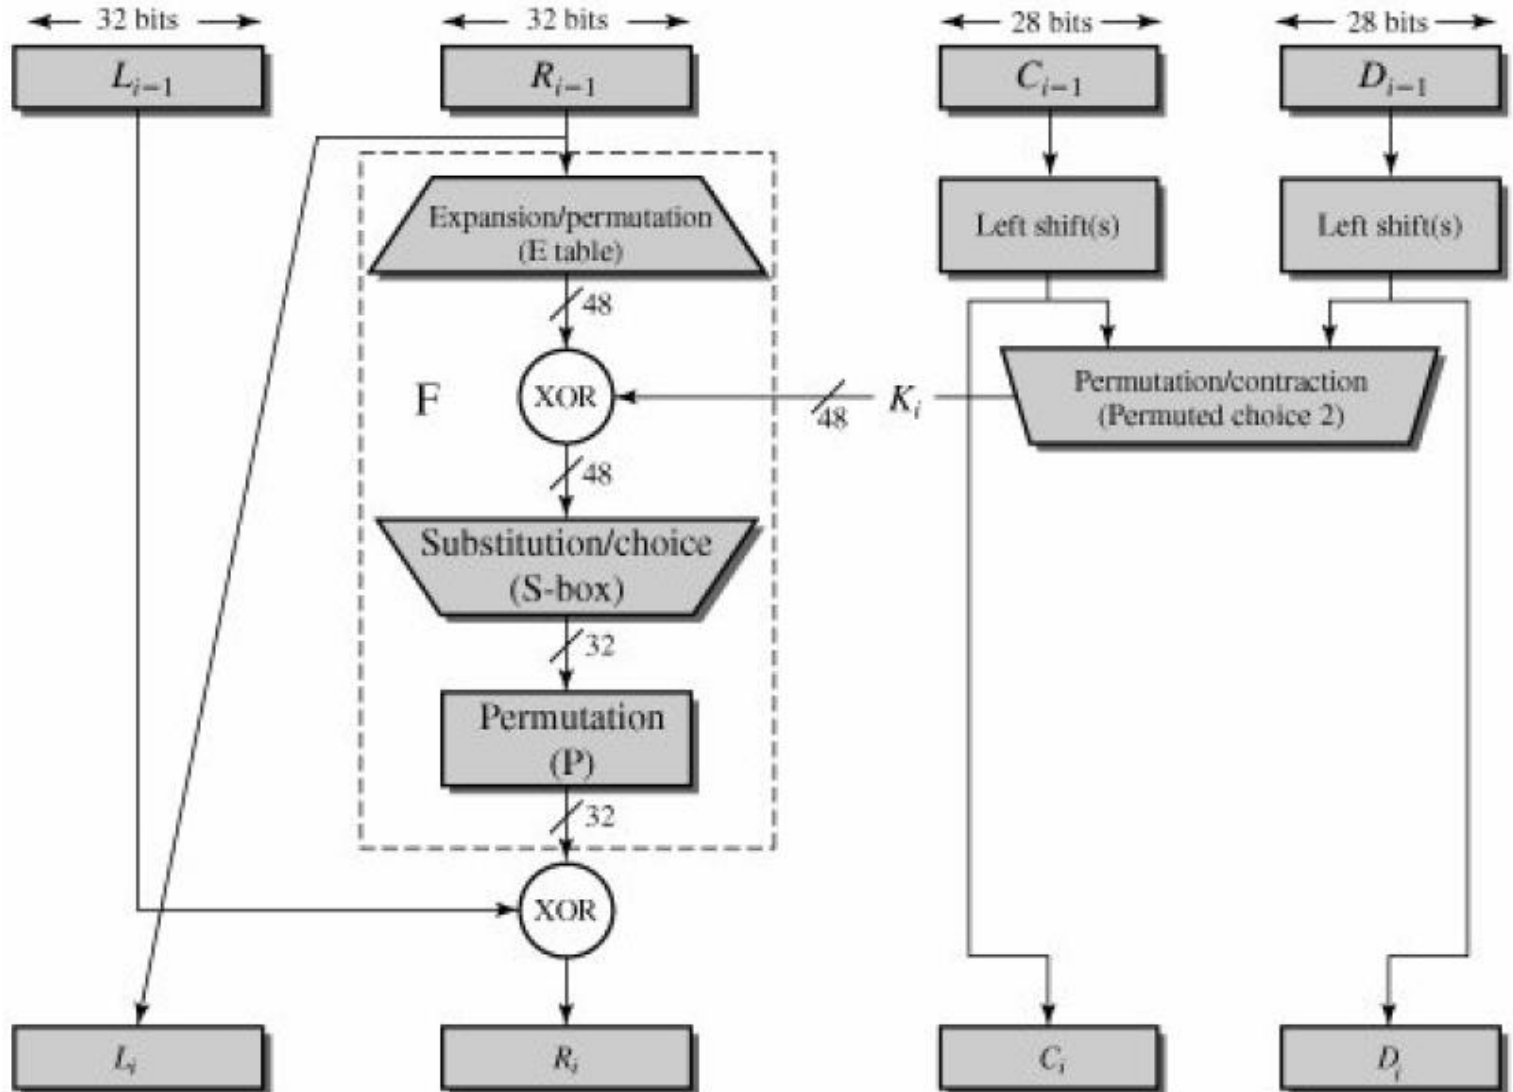 32 bits
32 bits
28 bits
28 bits
L_{i-1}
R_{i-1}
C_{i-1}
D_{i-1}
Expansion/permutation
(E table)
Left shift(s)
Left shift(s)
48
F
XOR
48
K_i
Permutation/contraction
(Permuted choice 2)
48
Substitution/choice
(S-box)
32
Permutation
(P)
32
XOR
L_i
R_i
C_i
D_i